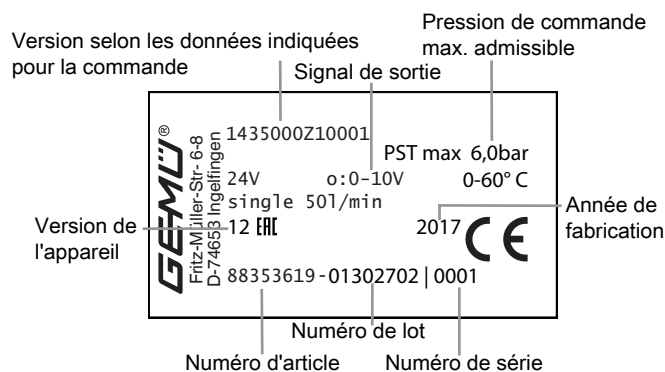 Version selon les données indiquées
pour la commande
Pression de commande
max. admissible
Signal de sortie
GEMÜ®
Fritz-Müller-Str- 6-8
D-74653 Ingelfingen
1435000Z10001
PST max 6,0bar
24V o:0-10V 0-60° C
single 50l/min
12 EAC 2017 CE
88353619-01302702 | 0001
Version de
l'appareil
Année de
fabrication
Numéro de lot
Numéro d'article Numéro de série